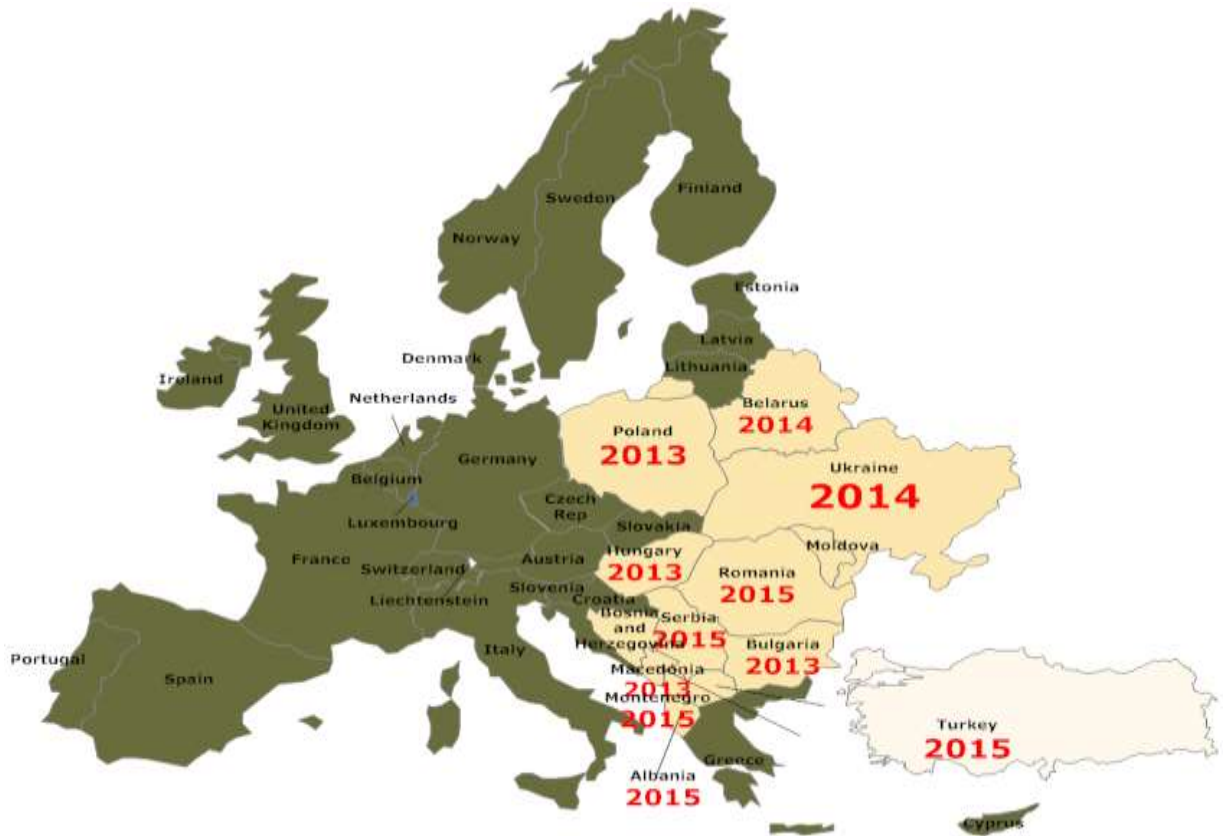 Sweden
Finland
Norway
Estonia
Latvia
Denmark
Lithuania
Ireland
Netherlands
Belarus
2014
United
Kingdom
Poland
2013
Germany
Ukraine
2014
Belgium
Czech
Rep
Luxembourg
Slovakia
Moldova
Hungary
2013
France
Austria
Switzerland
Romania
2015
Slovenia
Liechtenstein
Croatia
Bosnia
and
Herzegovina
Serbia
2015
Bulgaria
2013
Italy
Portugal
Spain
Macedonia
2013
Montenegro
2015
Turkey
2015
Greece
Albania
2015
Cyprus